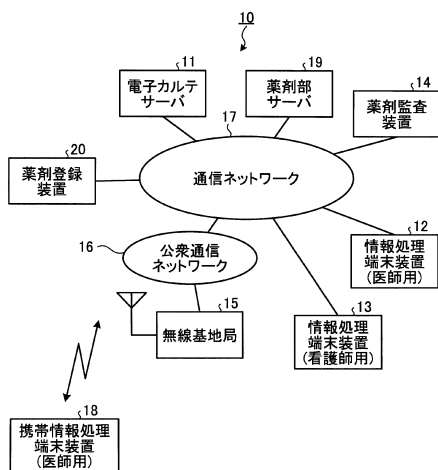 10
11
電子カルテ
サーバ
19
薬剤部
サーバ
14
薬剤監査
装置
17
通信ネットワーク
20
薬剤登録
装置
16
公衆通信
ネットワーク
12
情報処理
端末装置
(医師用)
13
情報処理
端末装置
(看護師用)
15
無線基地局
18
携帯情報処理
端末装置
(医師用)